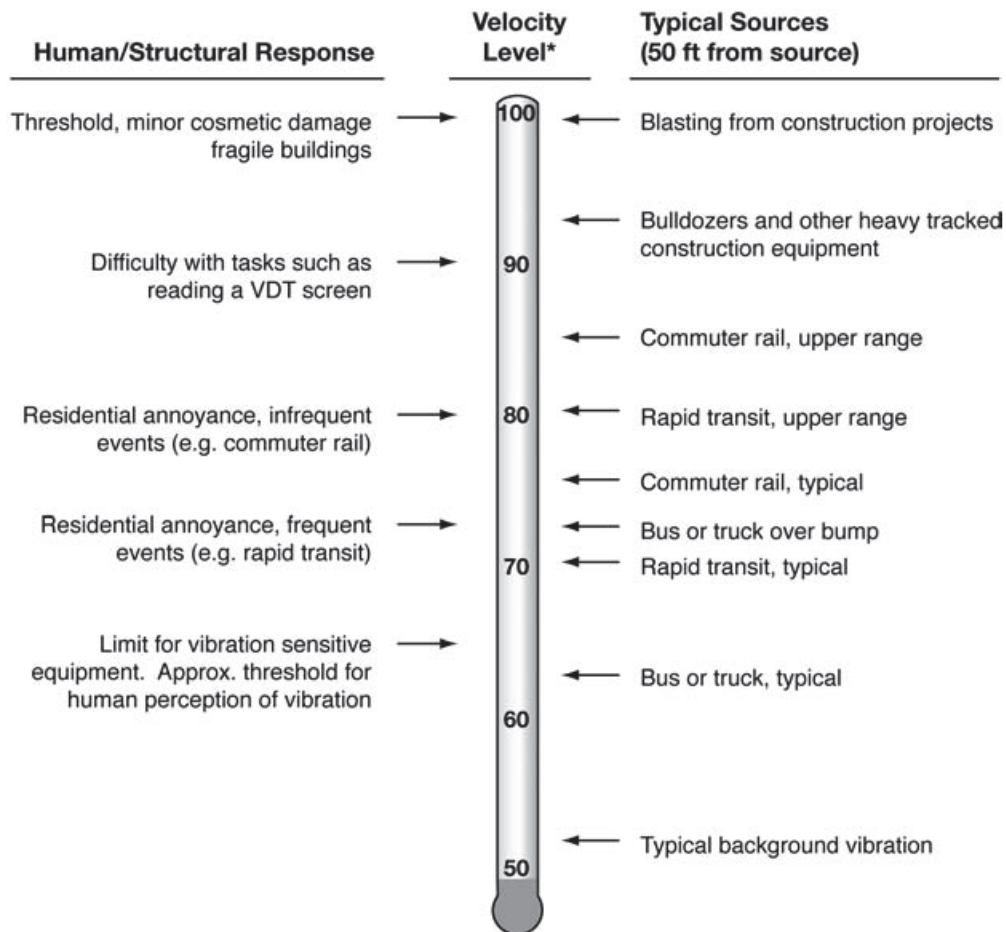 Human/Structural Response
Velocity
Level*
Typical Sources
(50 ft from source)
Threshold, minor cosmetic damage
fragile buildings
100
Blasting from construction projects
Bulldozers and other heavy tracked
construction equipment
Difficulty with tasks such as
reading a VDT screen
90
Commuter rail, upper range
Residential annoyance, infrequent
events (e.g. commuter rail)
80
Rapid transit, upper range
Commuter rail, typical
Residential annoyance, frequent
events (e.g. rapid transit)
Bus or truck over bump
70
Rapid transit, typical
Limit for vibration sensitive
equipment. Approx. threshold for
human perception of vibration
Bus or truck, typical
60
Typical background vibration
50